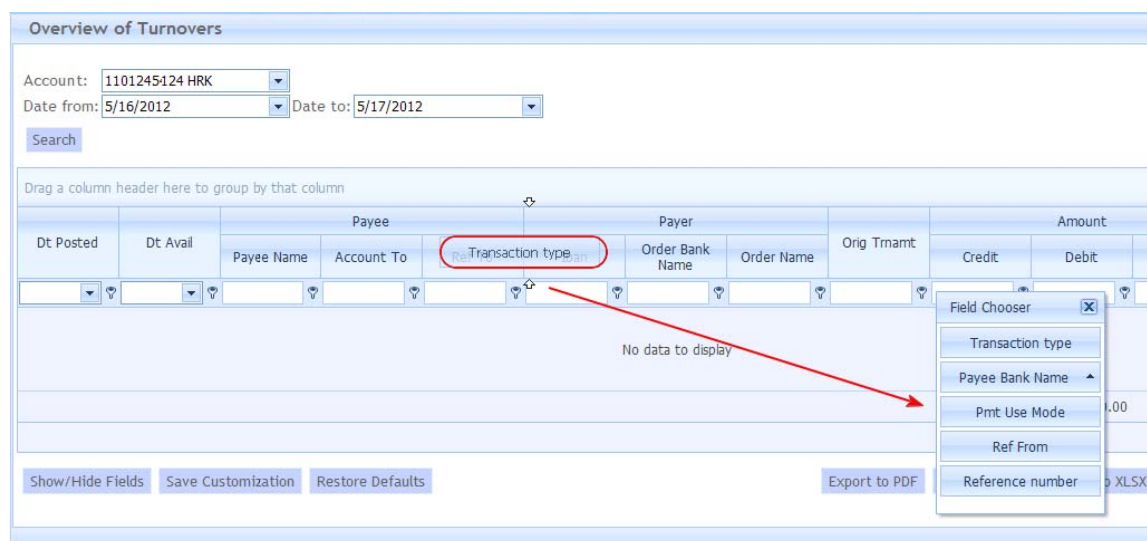 Overview of Turnovers
Account: 1101245124 HRK
Date from: 5/16/2012 Date to: 5/17/2012
Search
Drag a column header here to group by that column
Payee Payer Amount
Dt Posted Dt Avail Payee Name Account To Transaction type Order Bank Name Order Name Orig Trnamt Credit Debit
Field Chooser
Transaction type
No data to display
Payee Bank Name
Pmt Use Mode
.00
Ref From
Show/Hide Fields Save Customization Restore Defaults Export to PDF Reference number XLSX